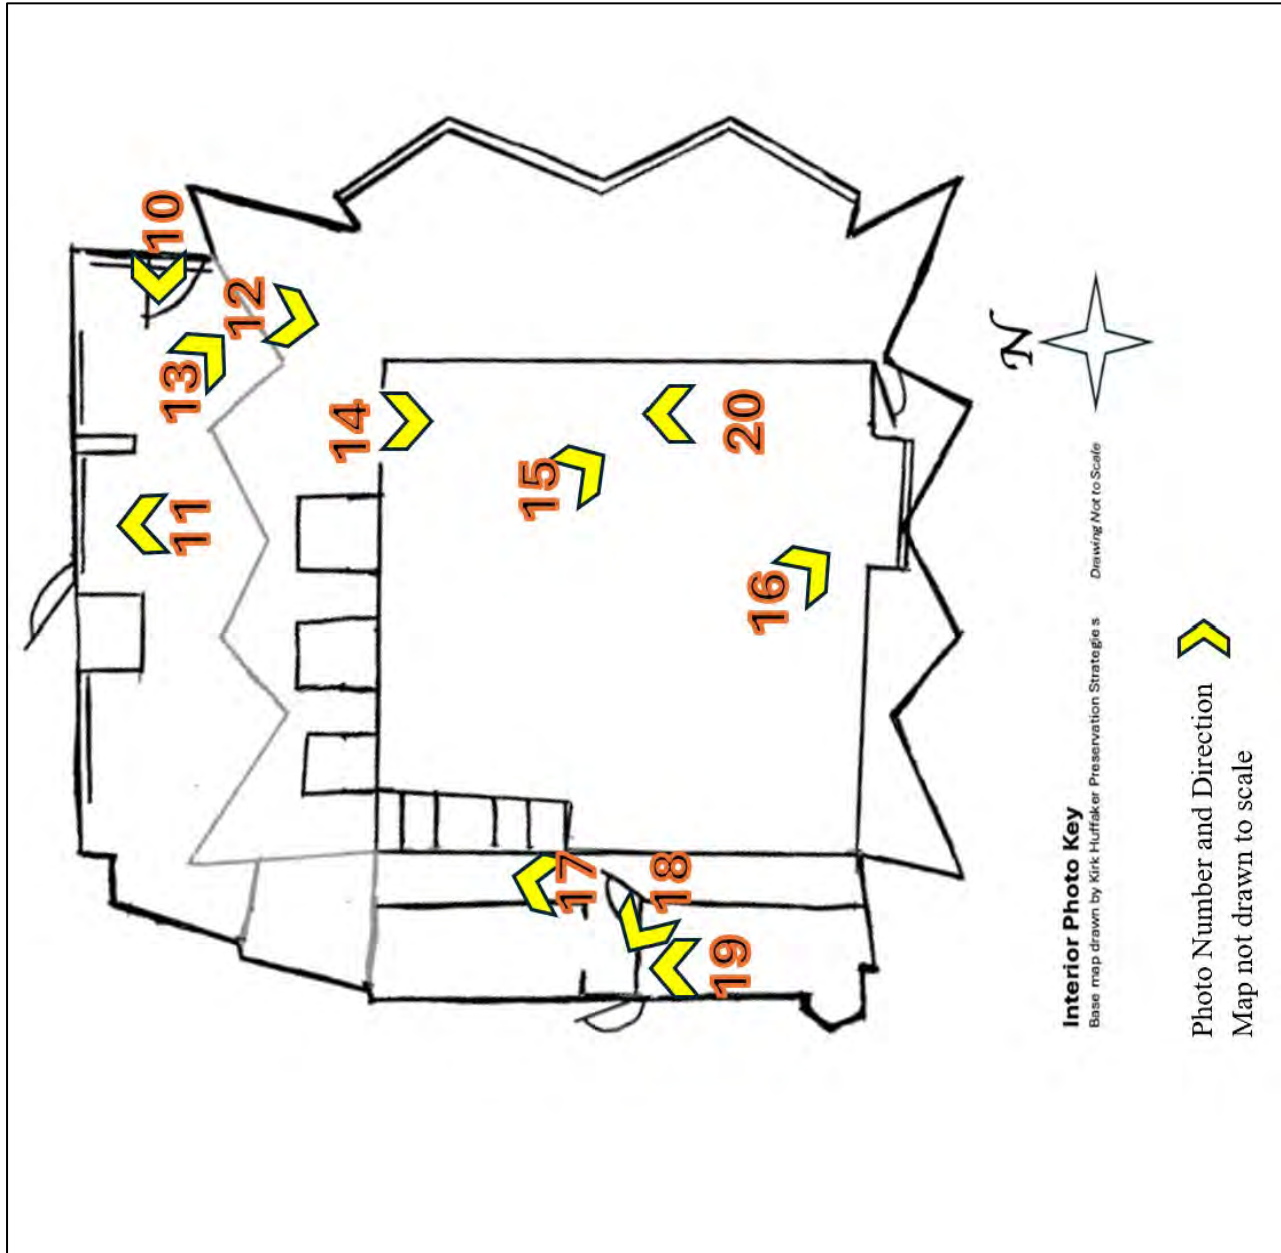 10
12
13
14
11
15
20
16
17
18
19
N
Interior Photo Key
Base map drawn by Kirk Huffaker Preservation Strategies Drawing Not to Scale
Photo Number and Direction
Map not drawn to scale